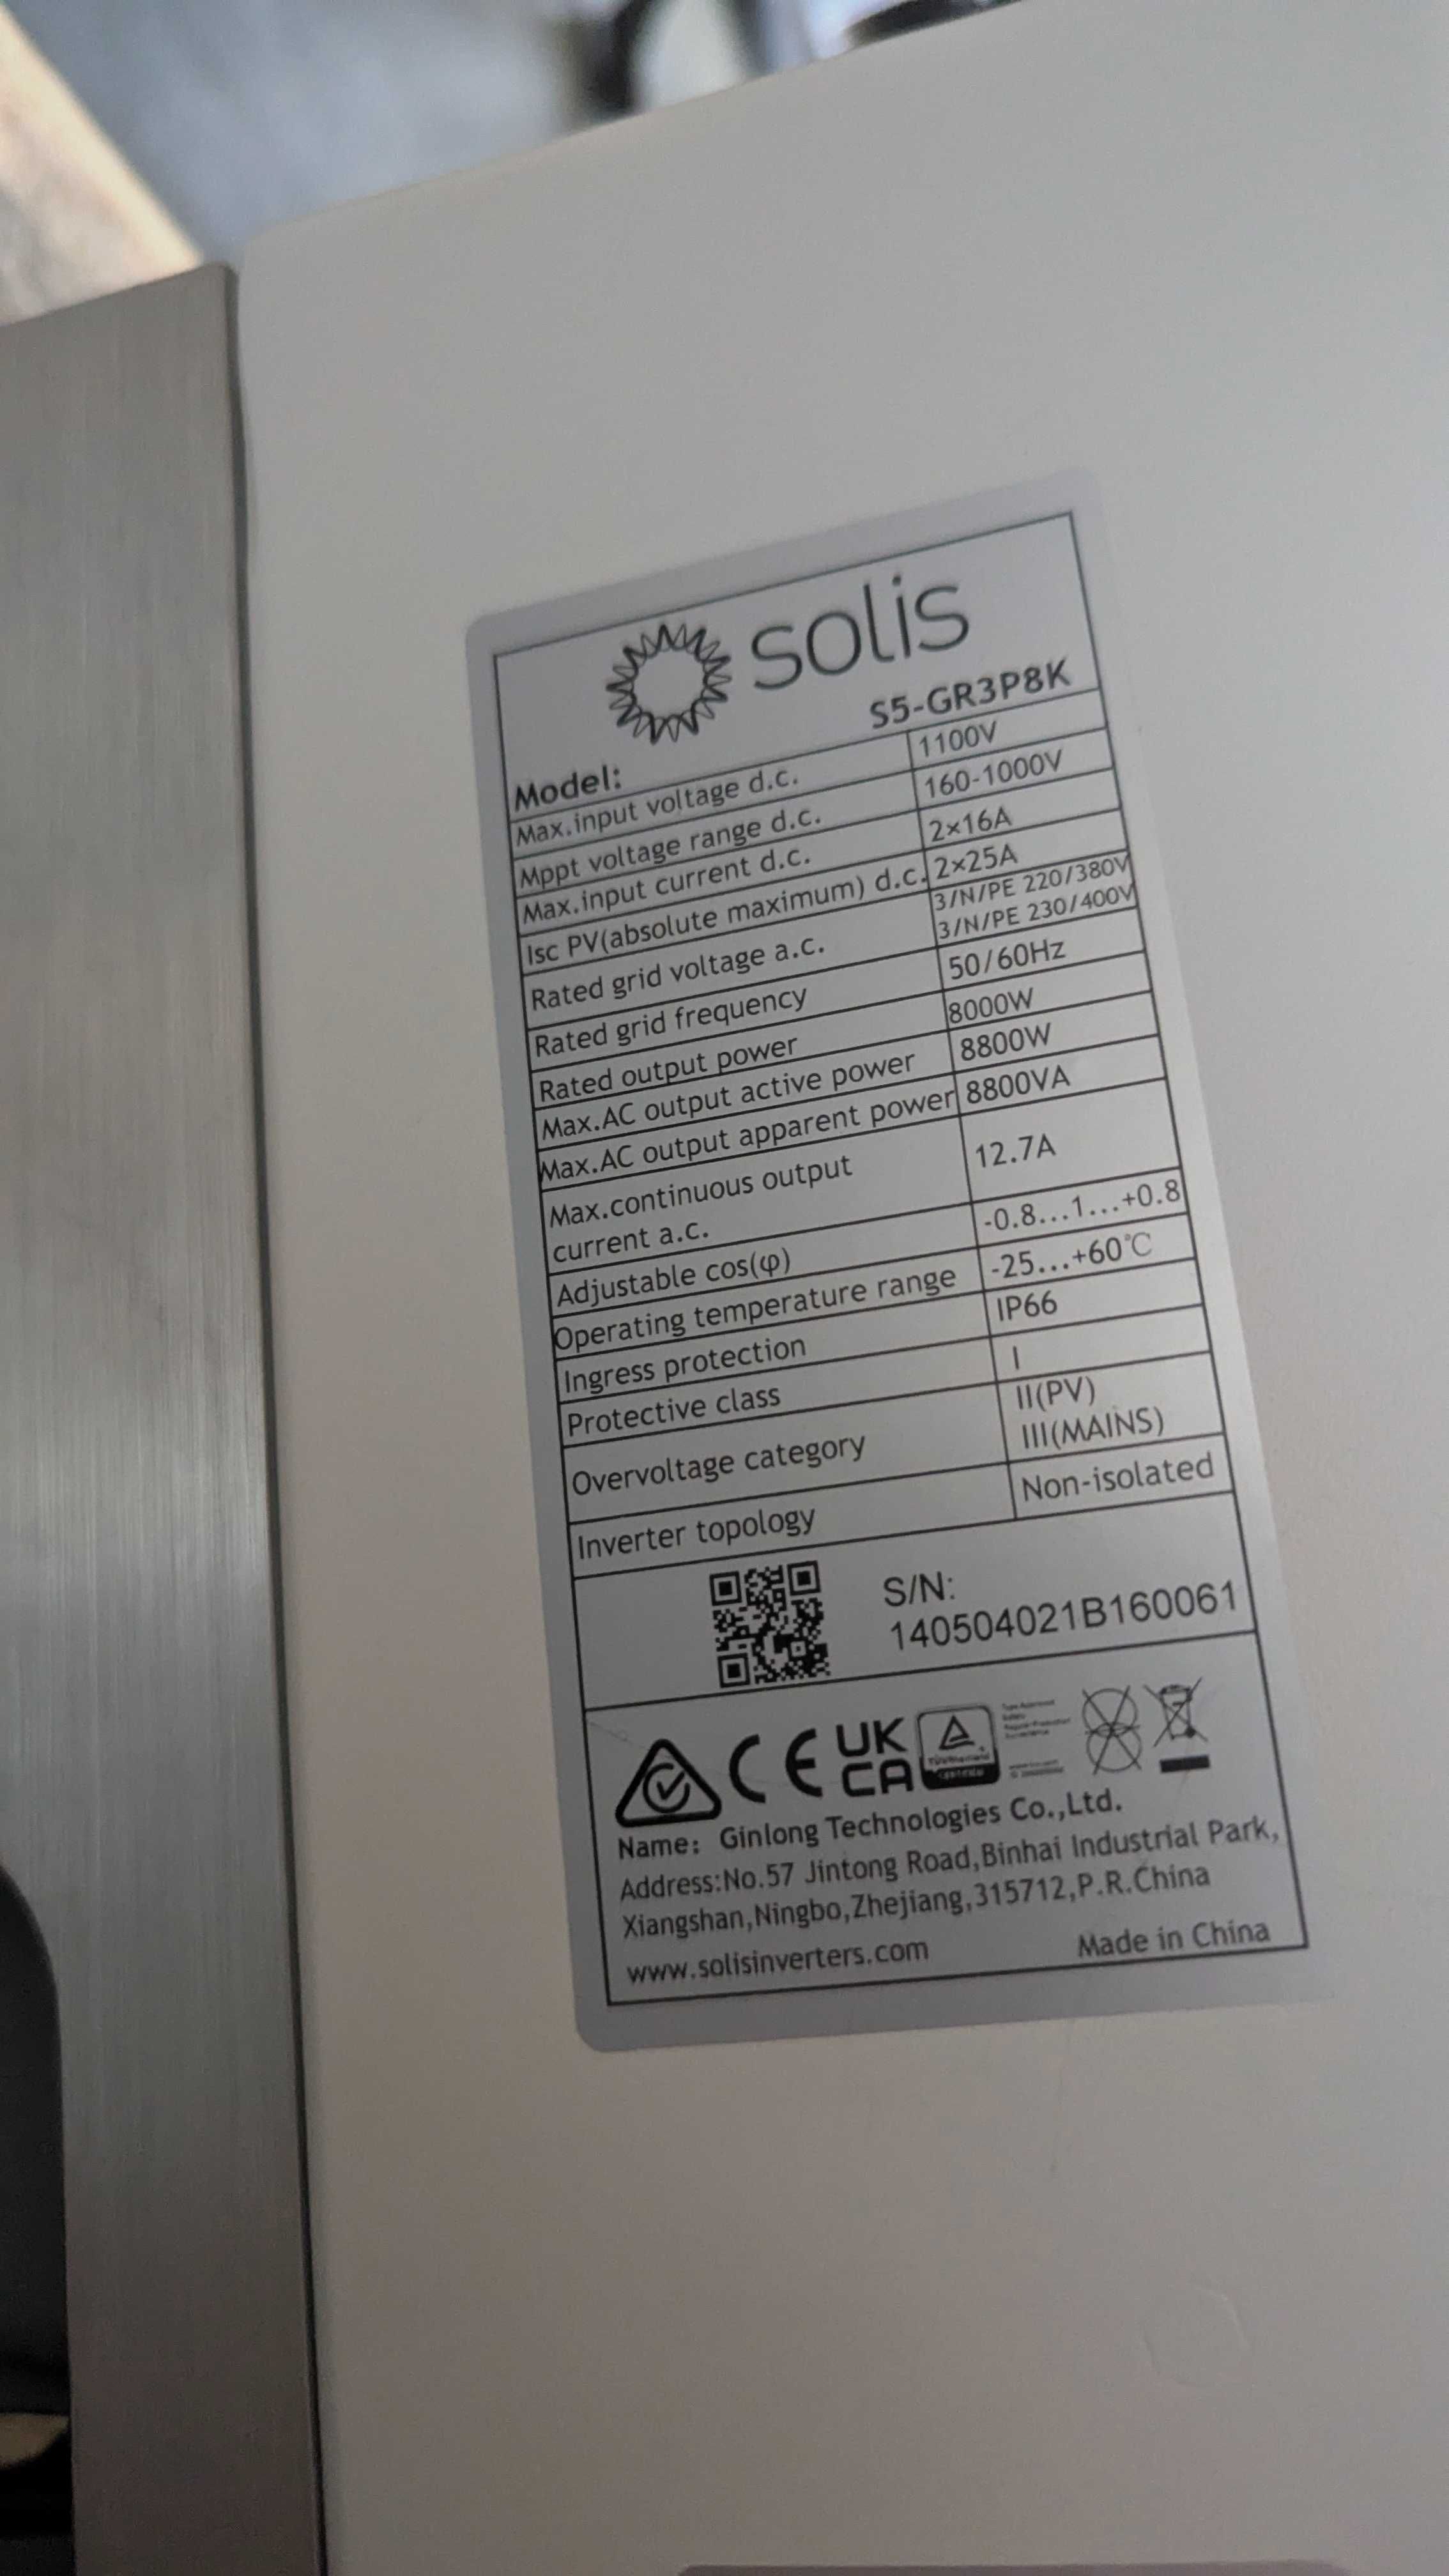 solis
Model: S5-GR3P8K
Max.input voltage d.c. 1100V
Mppt voltage range d.c. 160-1000V
Max.input current d.c. 2×16A
Isc PV(absolute maximum) d.c. 2×25A
Rated grid voltage a.c. 3/N/PE 220/380V
3/N/PE 230/400V
Rated grid frequency 50/60Hz
Rated output power 8000W
Max.AC output active power 8800W
Max.AC output apparent power 8800VA
Max.continuous output
current a.c. 12.7A
Adjustable cos(φ) -0.8...1...+0.8
Operating temperature range -25...+60℃
Ingress protection IP66
Protective class I
Overvoltage category II(PV)
III(MAINS)
Inverter topology Non-isolated
S/N:
140504021B160061
CE UK
CA
TÜVRheinland
CERTIFIED
Name: Ginlong Technologies Co.,Ltd.
Address:No.57 Jintong Road,Binhai Industrial Park,
Xiangshan,Ningbo,Zhejiang,315712,P.R.China
www.solisinverters.com Made in China